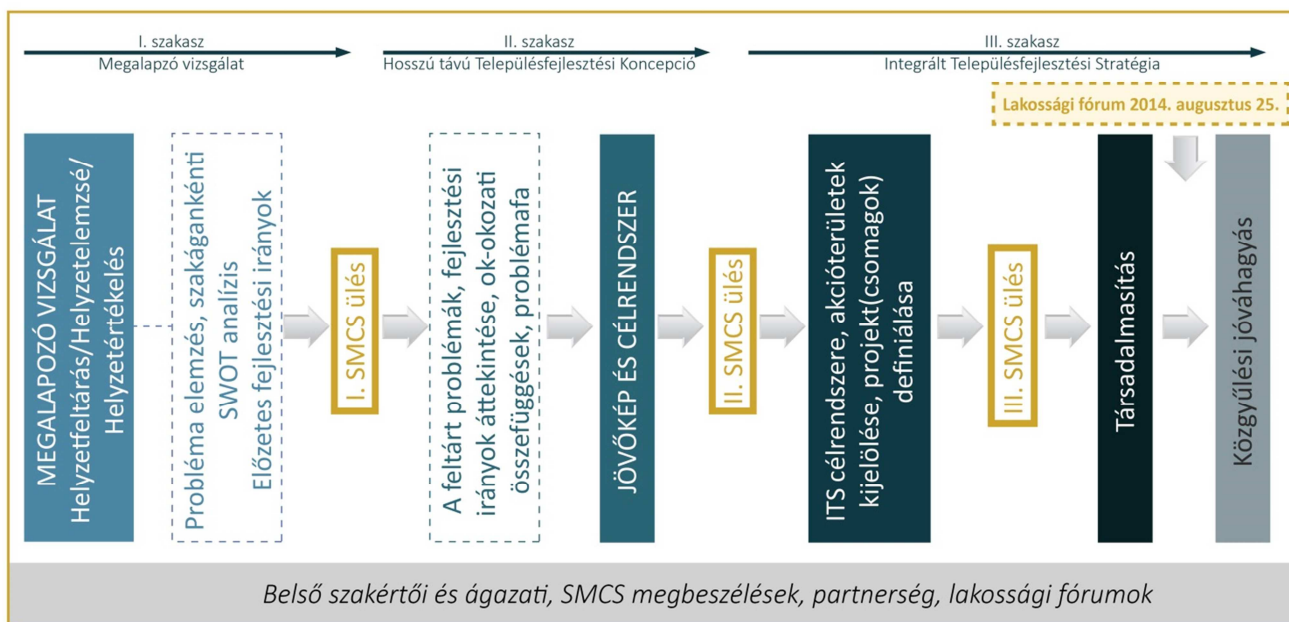 I. szakasz
Megalapzó vizsgálat
II. szakasz
Hosszú távú Településfejlesztési Koncepció
III. szakasz
Integrált Településfejlesztési Stratégia
Lakossági fórum 2014. augusztus 25.
MEGALAPOZÓ VIZSGÁLAT
Helyzetfeltárás/Helyzetelemzsé/
Helyzetértékelés
Probléma elemzés, szakágankénti
SWOT analízis
Előzetes fejlesztési irányok
I. SMCS ülés
A feltárt problémák, fejlesztési
irányok áttekintése, ok-okozati
összefüggések, problémafa
JÖVŐKÉP ÉS CÉLRENDSZER
II. SMCS ülés
ITS célrendszere, akcióterületek
kijelölése, projekt(csomagok)
definiálása
III. SMCS ülés
Társadalmasítás
Közgyűlési jóváhagyás
Belső szakértői és ágazati, SMCS megbeszélések, partnerség, lakossági fórumok